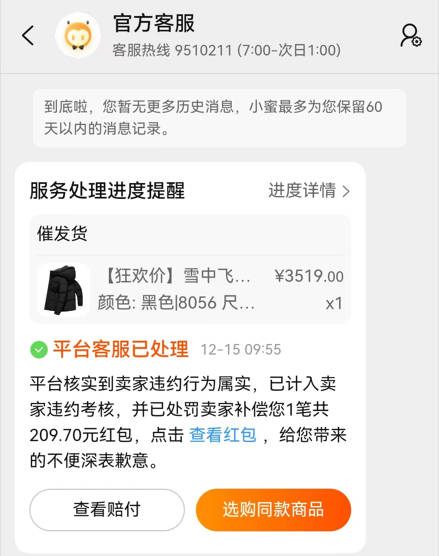 官方客服
客服热线 9510211 (7:00-次日1:00)
到底啦，您暂无更多历史消息，小蜜最多为您保留60
天以内的消息记录。
服务处理进度提醒
进度详情
催发货
【狂欢价】雪中飞... ¥3519.00
颜色: 黑色|8056 尺... x1
平台客服已处理 12-15 09:55
平台核实到卖家违约行为属实，已计入卖
家违约考核，并已处罚卖家补偿您1笔共
209.70元红包，点击 查看红包 ，给您带来
的不便深表歉意。
查看赔付
选购同款商品